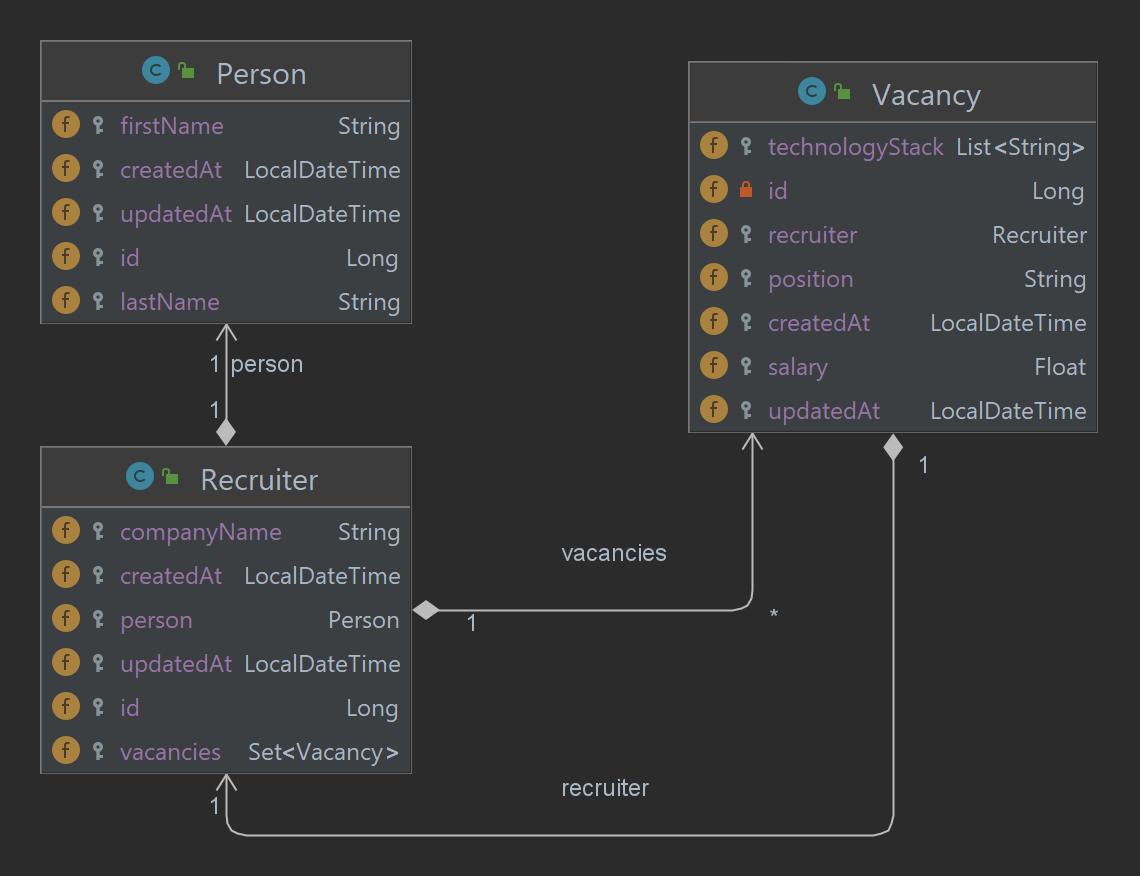 C Person
f firstName String
f createdAt LocalDateTime
f updatedAt LocalDateTime
f id Long
f lastName String
1 person
1
C Recruiter
f companyName String
f createdAt LocalDateTime
f person Person
f updatedAt LocalDateTime
f id Long
f vacancies Set<Vacancy>
1
C Vacancy
f technologyStack List<String>
f id Long
f recruiter Recruiter
f position String
f createdAt LocalDateTime
f salary Float
f updatedAt LocalDateTime
1
vacancies
1
*
recruiter